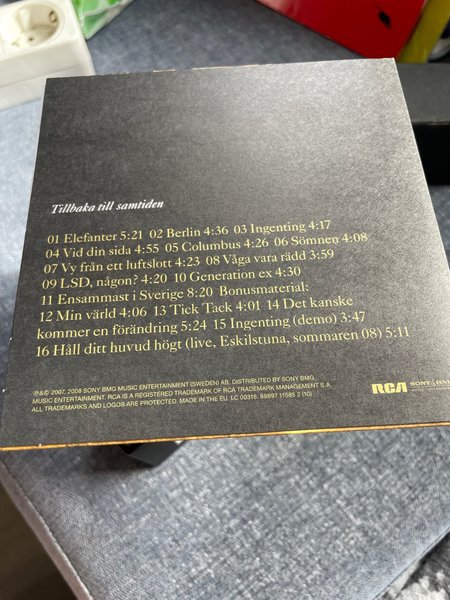 Tillbaka till samtiden
01 Elefanter 5:21 02 Berlin 4:36 03 Ingenting 4:17
04 Vid din sida 4:55 05 Columbus 4:26 06 Sömnen 4:08
07 Vy från ett luftslott 4:23 08 Våga vara rädd 3:59
09 LSD, någon? 4:20 10 Generation ex 4:30
11 Ensammast i Sverige 8:20 Bonusmaterial:
12 Min värld 4:06 13 Tick Tack 4:01 14 Det kanske
kommer en förändring 5:24 15 Ingenting (demo) 3:47
16 Håll ditt huvud högt (live, Eskilstuna, sommaren 08) 5:11
℗&© 2007, 2008 SONY BMG MUSIC ENTERTAINMENT (SWEDEN) AB, DISTRIBUTED BY SONY BMG
MUSIC ENTERTAINMENT. RCA IS A REGISTERED TRADEMARK OF RCA TRADEMARK MANAGEMENT S.A.
ALL TRADEMARKS AND LOGOS ARE PROTECTED. MADE IN THE EU. LC 00316. 88697 11585 2 (10)
RCA SONY BMG